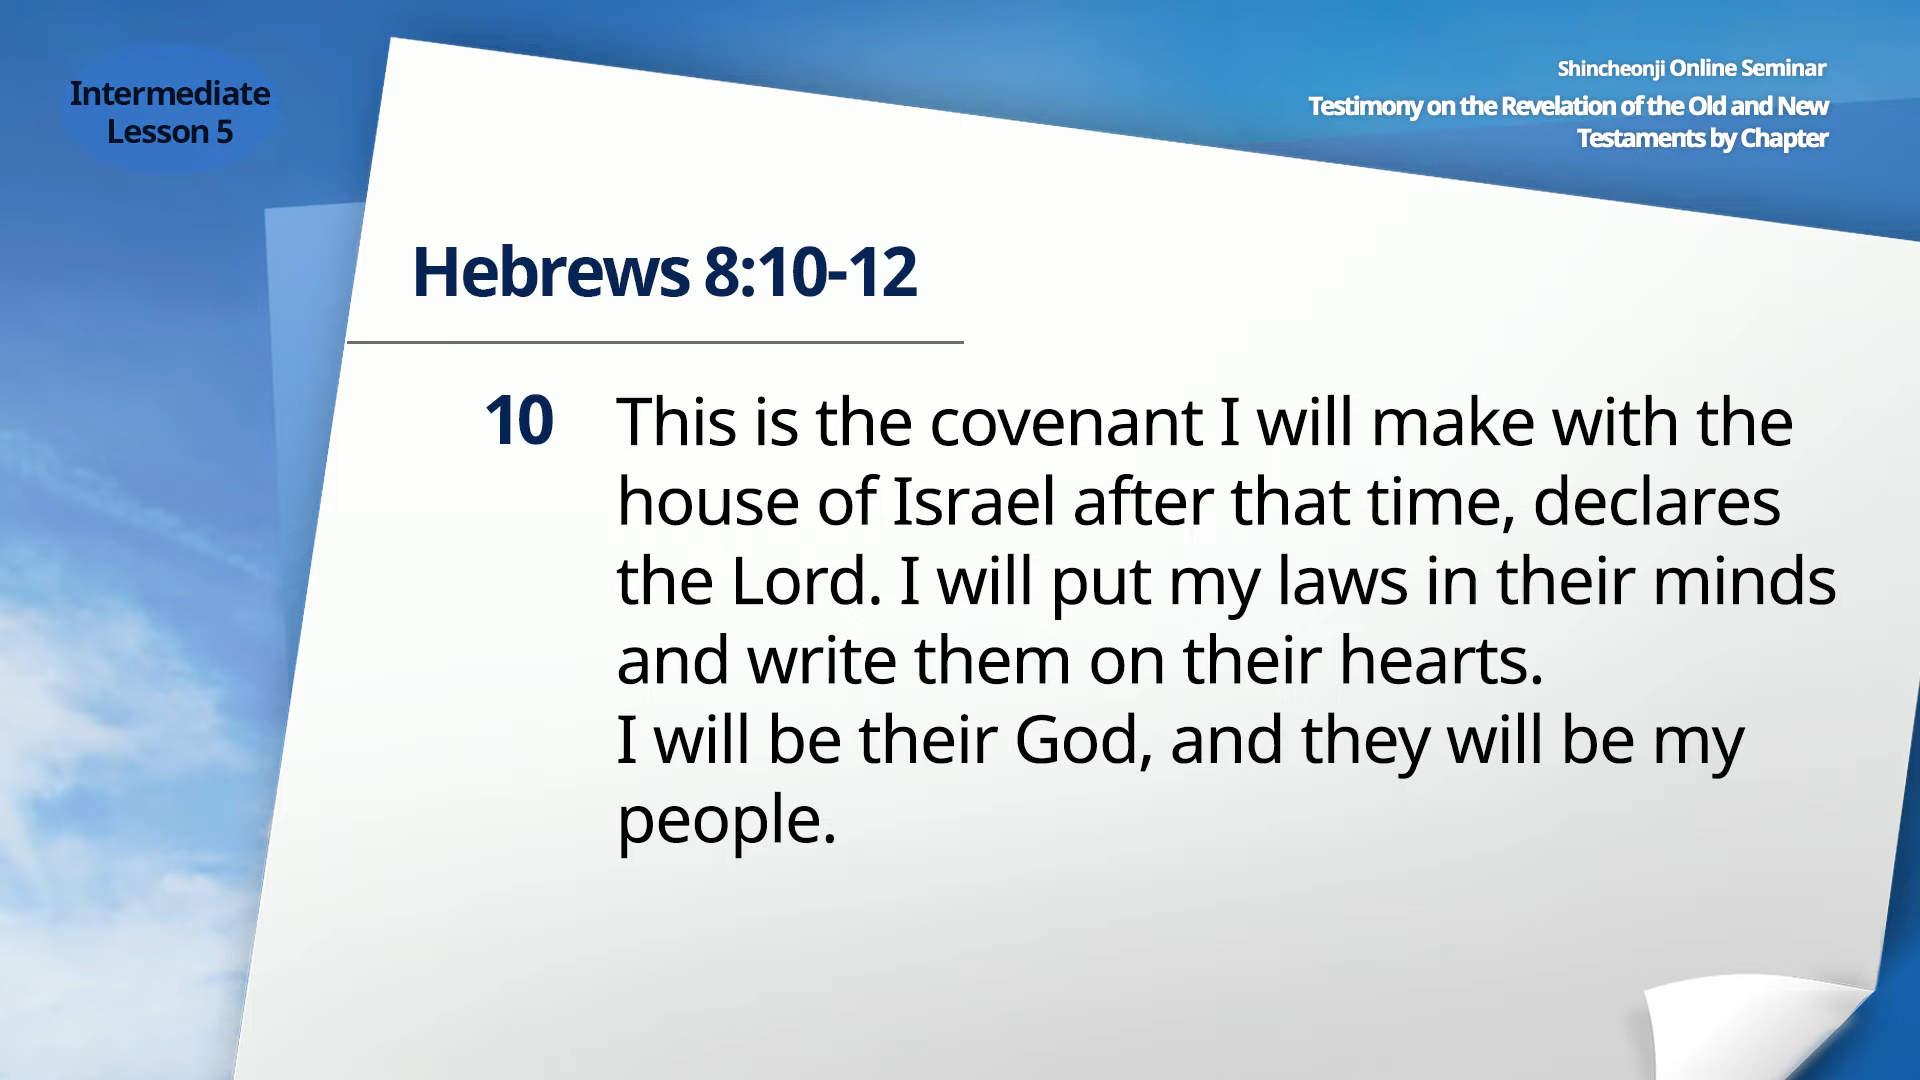 Intermediate
Lesson 5
Shincheonji Online Seminar
Testimony on the Revelation of the Old and New
Testaments by Chapter
Hebrews 8:10-12
10 This is the covenant I will make with the
house of Israel after that time, declares
the Lord. I will put my laws in their minds
and write them on their hearts.
I will be their God, and they will be my
people.